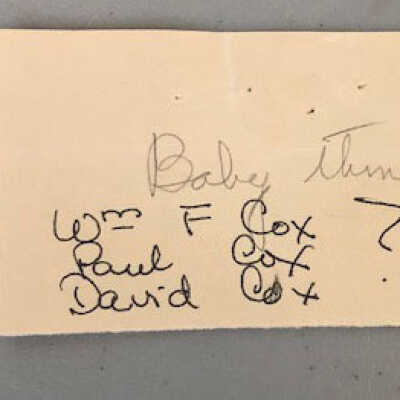 Baby
Wm F Cox ?
Paul Cox
David Cox